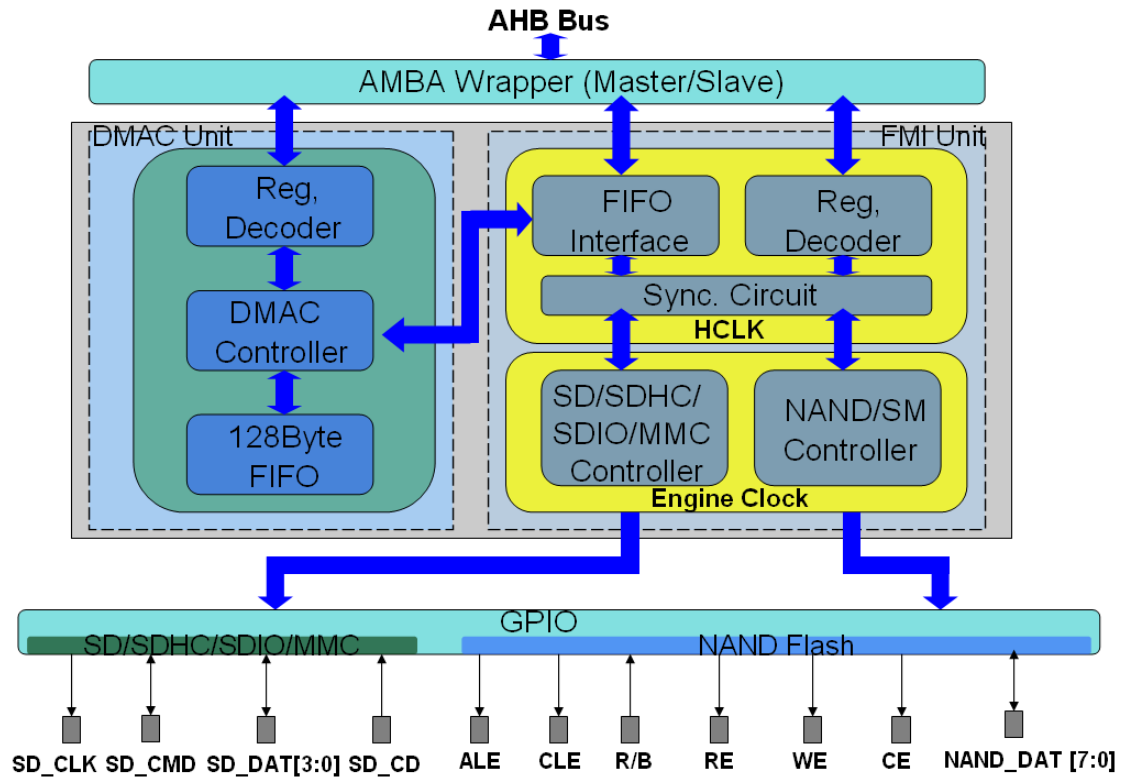 AHB Bus
AMBA Wrapper (Master/Slave)
DMAC Unit
FMI Unit
Reg,
Decoder
DMAC
Controller
128Byte
FIFO
FIFO
Interface
Reg,
Decoder
Sync. Circuit
HCLK
SD/SDHC/
SDIO/MMC
Controller
NAND/SM
Controller
Engine Clock
GPIO
SD/SDHC/SDIO/MMC
NAND Flash
SD_CLK
SD_CMD
SD_DAT[3:0]
SD_CD
ALE
CLE
R/B
RE
WE
CE
NAND_DAT [7:0]